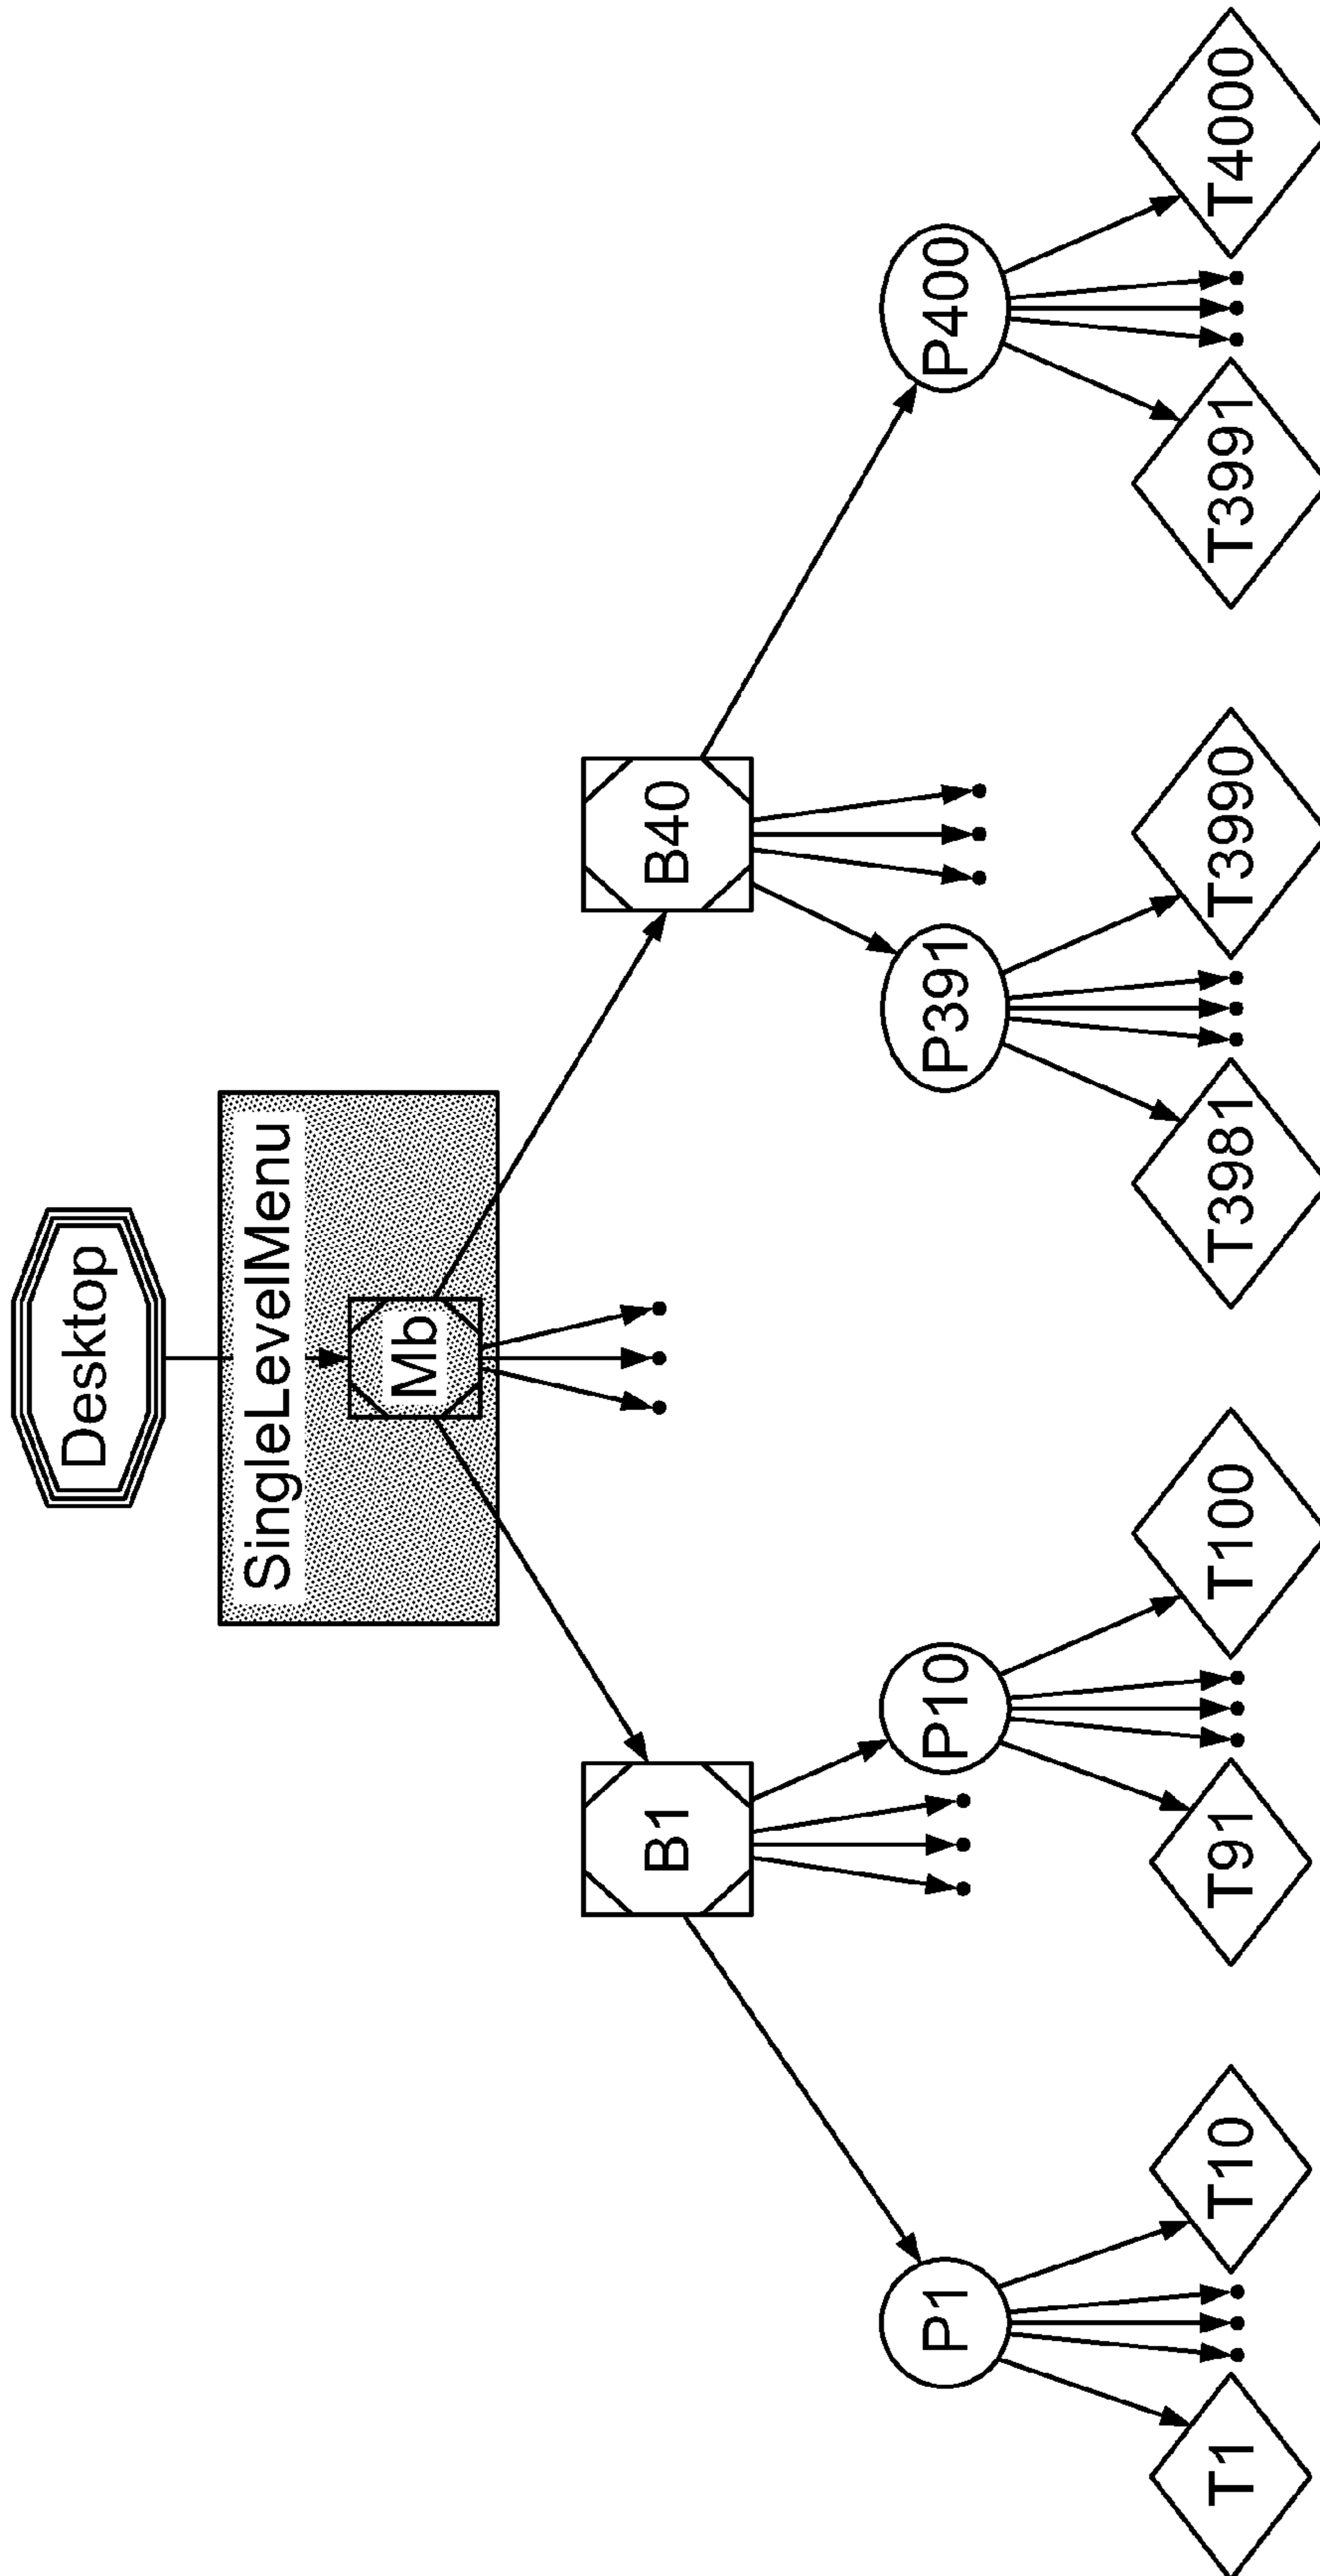 Desktop
SingleLevelMenu
Mb
B1
B40
P1
P10
P391
P400
T1
T10
T91
T100
T3981
T3990
T3991
T4000